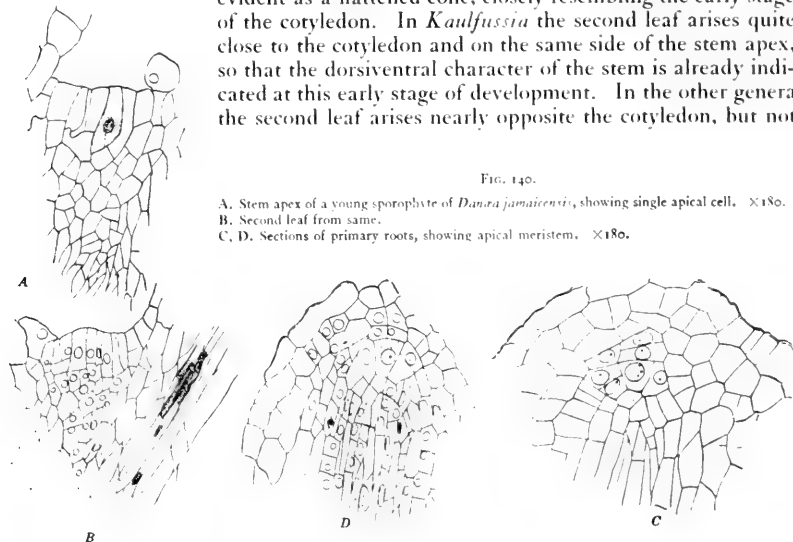 of the cotyledon. In Kaulfussia the second leaf arises quite
close to the cotyledon and on the same side of the stem apex,
so that the dorsiventral character of the stem is already indi-
cated at this early stage of development. In the other genera
the second leaf arises nearly opposite the cotyledon, but not
FIG. 140.
A. Stem apex of a young sporophyte of Danæa jamaicensis, showing single apical cell. ×180.
B. Second leaf from same.
C, D. Sections of primary roots, showing apical meristem. ×180.
A
B
D
C